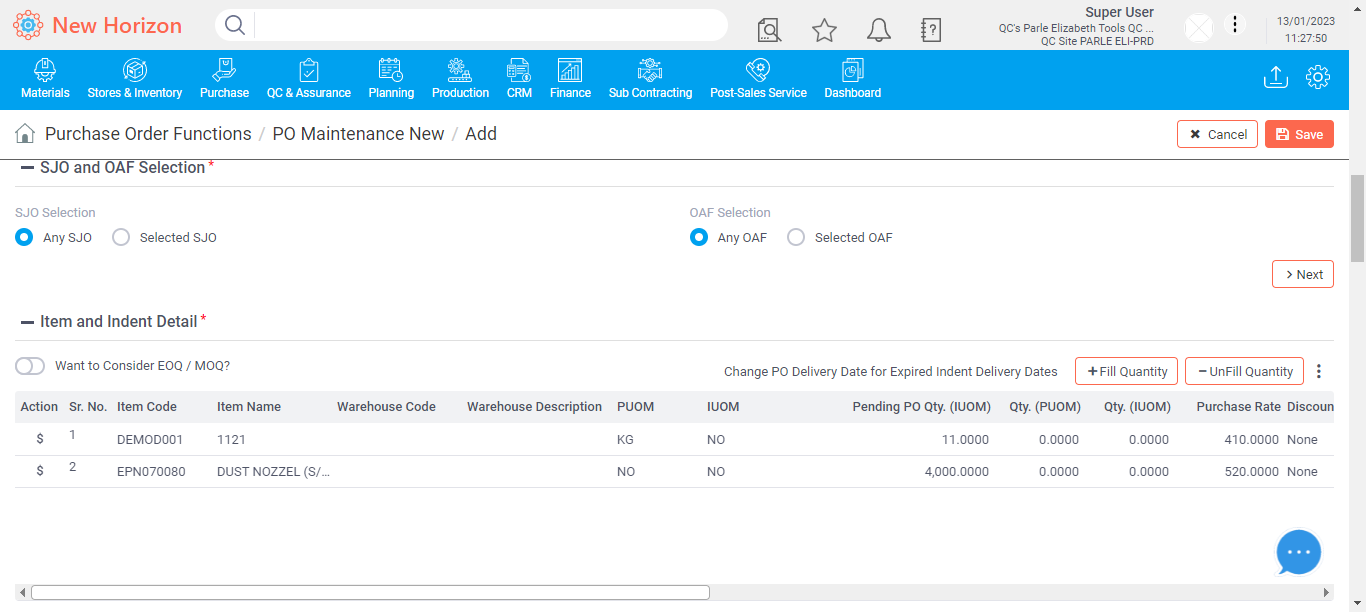 New Horizon
Super User
QC's Parle Elizabeth Tools QC ...
QC Site PARLE ELI-PRD
13/01/2023
11:27:50
Materials Stores & Inventory Purchase QC & Assurance Planning Production CRM Finance Sub Contracting Post-Sales Service Dashboard
Purchase Order Functions / PO Maintenance New / Add
Cancel Save
SJO and OAF Selection *
SJO Selection OAF Selection
Any SJO Selected SJO Any OAF Selected OAF
> Next
Item and Indent Detail *
Want to Consider EOQ / MOQ?
Change PO Delivery Date for Expired Indent Delivery Dates + Fill Quantity − UnFill Quantity
Action Sr. No. Item Code Item Name Warehouse Code Warehouse Description PUOM IUOM Pending PO Qty. (IUOM) Qty. (PUOM) Qty. (IUOM) Purchase Rate Discoun
$ 1 DEMOD001 1121 KG NO 11.0000 0.0000 0.0000 410.0000 None
$ 2 EPN070080 DUST NOZZEL (S/... NO NO 4,000.0000 0.0000 0.0000 520.0000 None